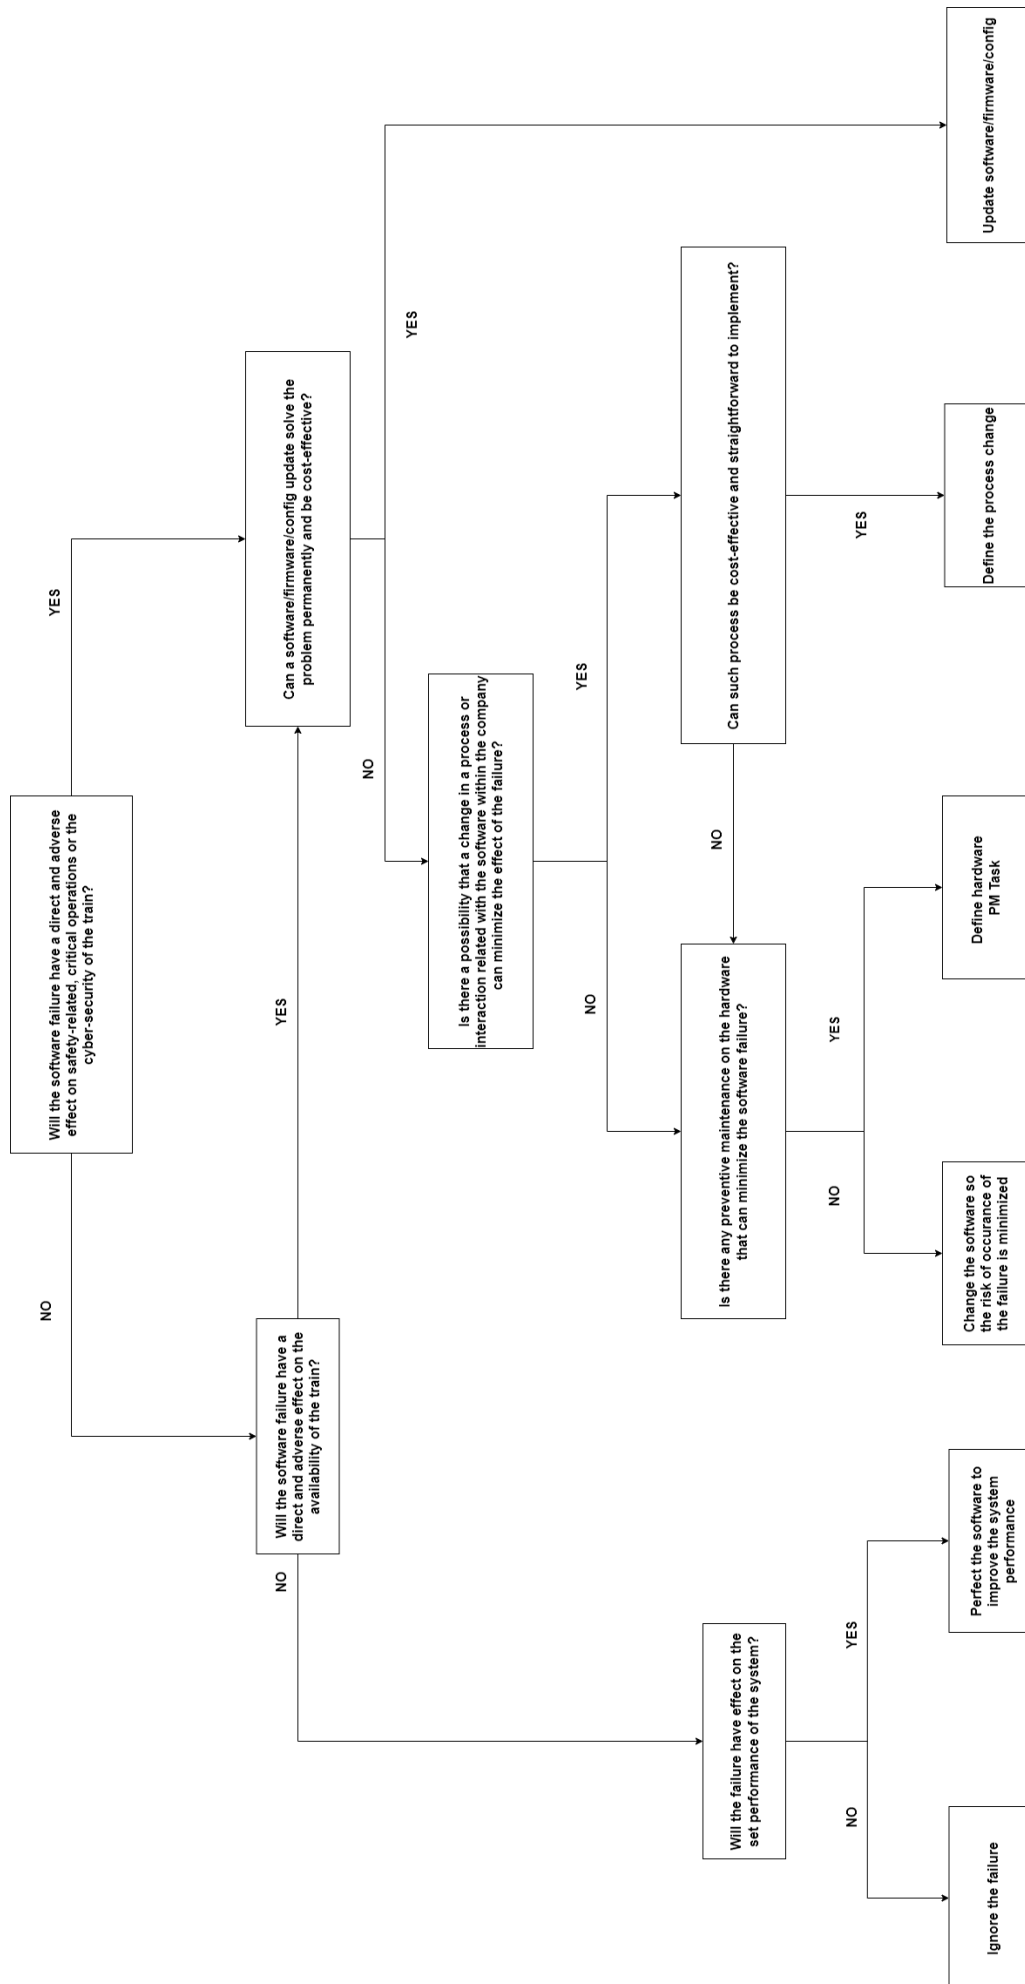 Will the software failure have a direct and adverse
effect on safety-related, critical operations or the
cyber-security of the train?
NO
YES
Will the software failure have a
direct and adverse effect on the
availability of the train?
Can a software/firmware/config update solve the
problem permanently and be cost-effective?
NO
YES
NO
YES
Is there a possibility that a change in a process or
interaction related with the software within the company
can minimize the effect of the failure?
NO
YES
Will the failure have effect on the
set performance of the system?
Is there any preventive maintenance on the hardware
that can minimize the software failure?
NO
Can such process be cost-effective and straightforward to implement?
NO
YES
NO
YES
YES
Ignore the failure
Perfect the software to
improve the system
performance
Change the software so
the risk of occurance of
the failure is minimized
Define hardware
PM Task
Define the process change
Update software/firmware/config